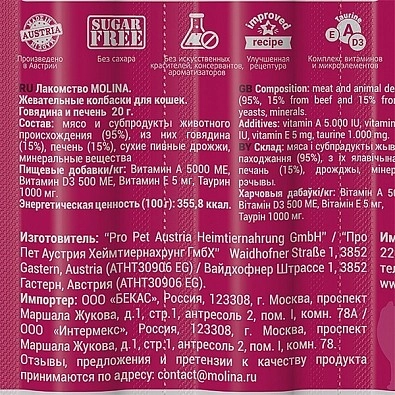 MADE IN
AUSTRIA
SUGAR
FREE
improved
recipe
Taurine
E A D3
Произведено
в Австрии
Без сахара
Без искусственных
красителей, консервантов,
ароматизаторов
Улучшенная
рецептура
Комплекс витаминов
и микроэлементов
RU Лакомство MOLINA.
Жевательные колбаски для кошек.
Говядина и печень 20 г.
Состав: мясо и субпродукты животного
происхождения (95%), из них говядина
(15%), печень (15%), сухие пивные дрожжи,
минеральные вещества
Пищевые добавки/кг: Витамин А 5000 МЕ,
Витамин D3 500 МЕ, Витамин Е 5 мг, Таурин
1000 мг.
Энергетическая ценность (100 г): 355,8 ккал.
GB Composition: meat and animal de
(95%, 15% from beef and 15% from
yeasts, minerals.
Additives: vitamin A 5.000 IU, vitamin
IU, vitamin E 5 mg, taurine 1.000 mg.
BY Склад: мяса і субпрадукты жыв
паходжання (95%), з іх ялавічына
печань (15%), дрожджы, мінер
рэчывы.
Харчовыя дабаўкі/кг: Вітамін А 50
Вітамін D3 500 МЕ, Вітамін Е 5
Таўрін 1000 мг.
Изготовитель: “Pro Pet Austria Heimtiernahrung GmbH” / “Про
Пет Аустрия Хеймтиернахрунг ГмбХ” Waidhofner Straße 1, 3852
Gastern, Austria (ATHT30906 EG) / Вайдхофнер Штрассе 1, 3852
Гастерн, Австрия (ATHT30906 EG).
Импортер: ООО «БЕКАС», Россия, 123308, г. Москва, проспект
Маршала Жукова, д.1, стр.1, антресоль 2, пом. I, комн. 78А /
ООО «Интермекс», Россия, 123308, г. Москва, проспект
Маршала Жукова, д.1, стр.1, антресоль 2, пом. I, комн. 78.
Отзывы, предложения и претензии к качеству продукта
принимаются по адресу: contact@molina.ru
Им
22
об
w